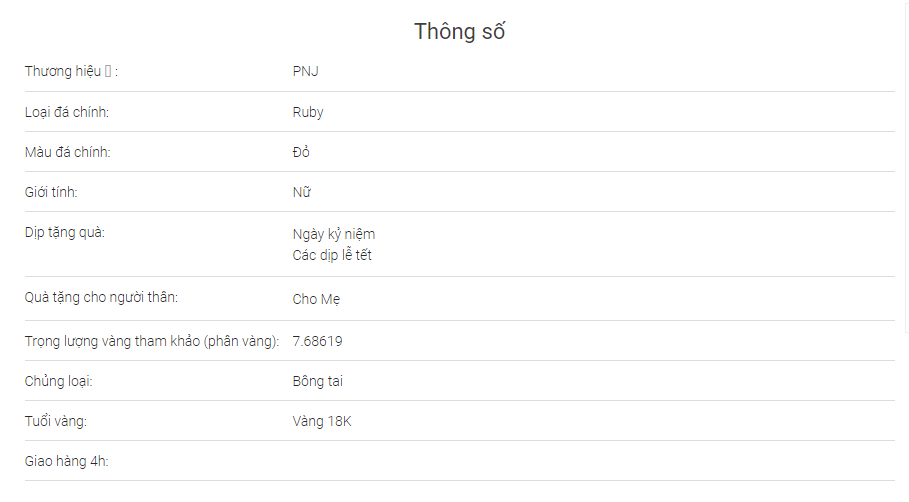 Thông số
Thương hiệu : PNJ
Loại đá chính: Ruby
Màu đá chính: Đỏ
Giới tính: Nữ
Dịp tặng quà: Ngày kỷ niệm
Các dịp lễ tết
Quà tặng cho người thân: Cho Mẹ
Trọng lượng vàng tham khảo (phân vàng): 7.68619
Chủng loại: Bông tai
Tuổi vàng: Vàng 18K
Giao hàng 4h: